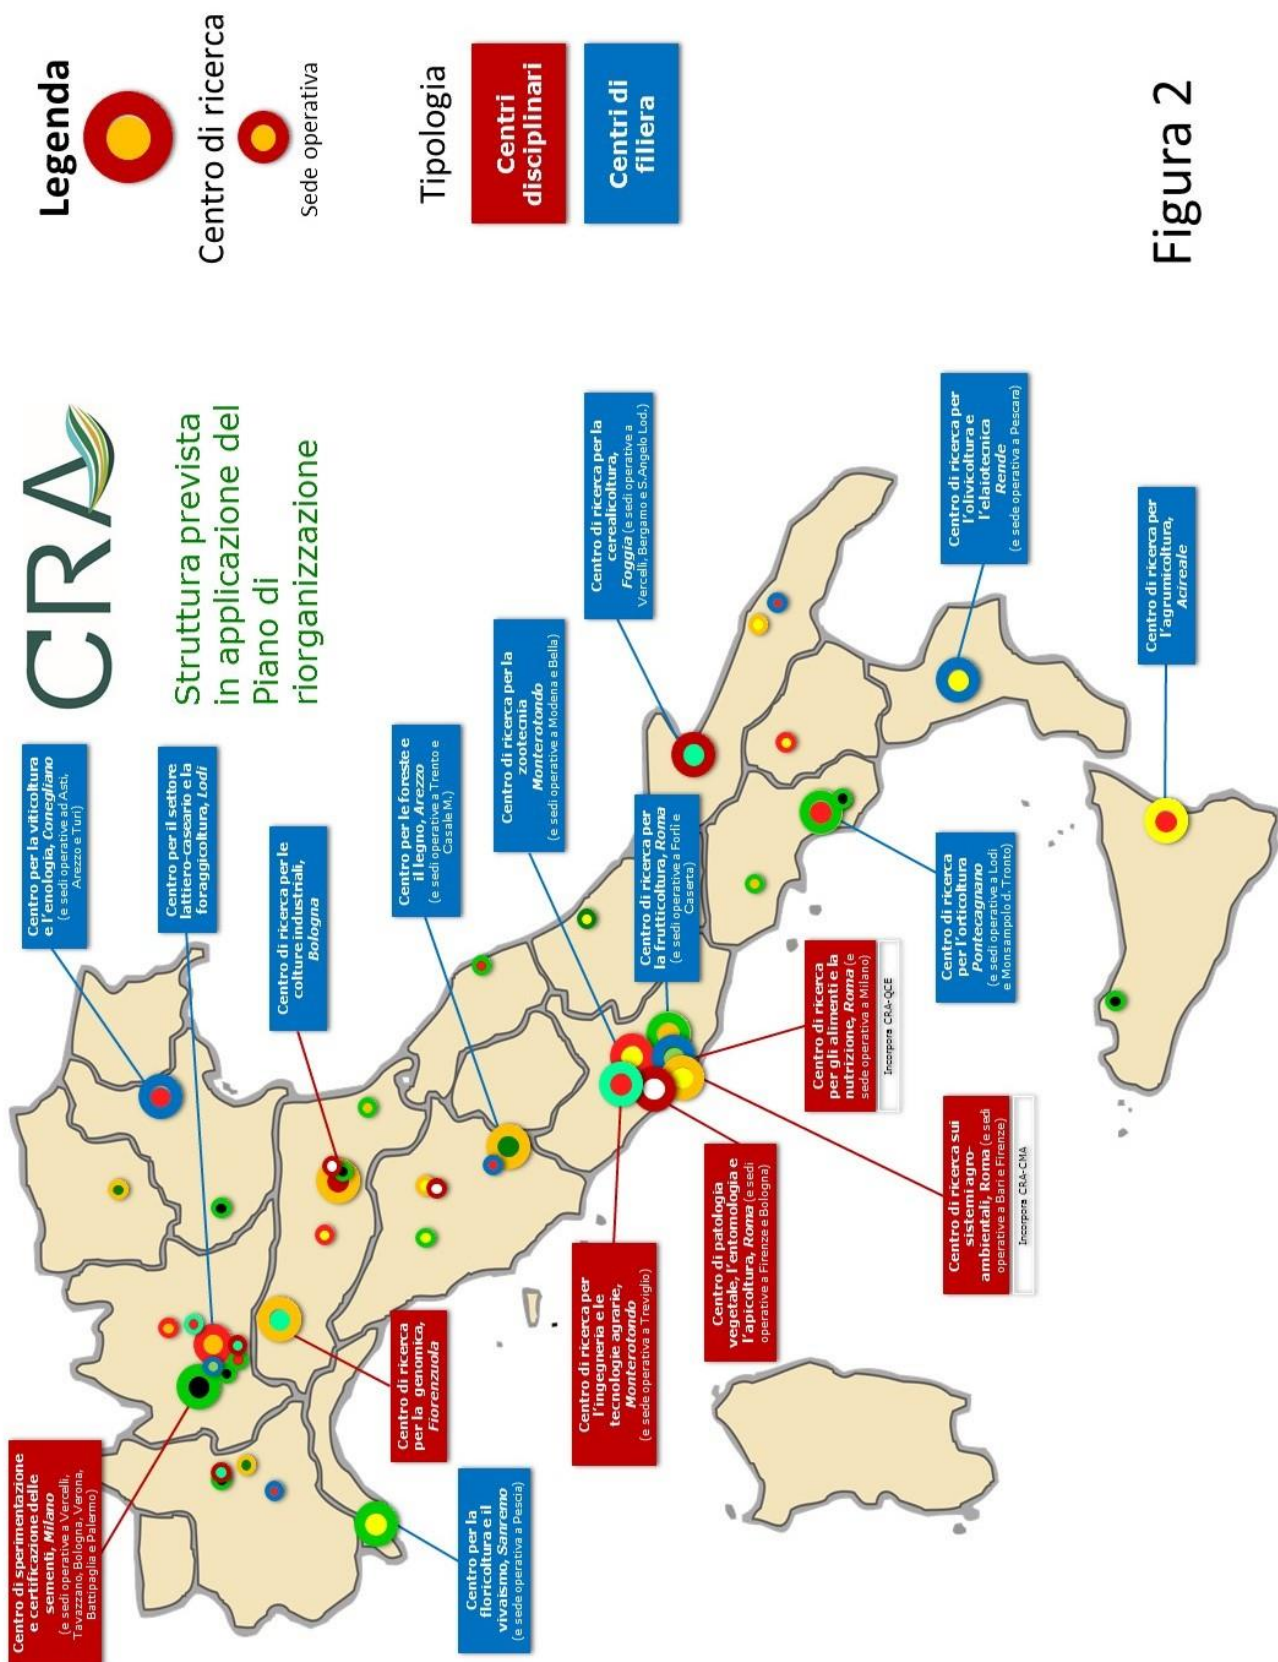 CRA
Struttura prevista
in applicazione del
Piano di
riorganizzazione
Legenda
Centro di ricerca
Sede operativa
Tipologia
Centri
disciplinari
Centri di
filiera
Centro di sperimentazione
e certificazione delle
sementi, Milano
(e sedi operative a Vercelli,
Tavazzano, Bologna, Verona,
Battipaglia e Palermo)
Centro per la viticoltura
e l'enologia, Conegliano
(e sedi operative ad Asti,
Arezzo e Turi)
Centro per il settore
lattiero-caseario e la
foraggicoltura, Lodi
Centro di ricerca per le
colture industriali,
Bologna
Centro per le foreste e
il legno, Arezzo
(e sedi operative a Trento e
Casale M.)
Centro di ricerca per la
zootecnia
Monterotondo
(e sedi operative a Modena e Bella)
Centro di ricerca per la
cerealicoltura,
Foggia (e sedi operative a
Vercelli, Bergamo e S.Angelo Lod.)
Centro di ricerca per
la frutticoltura, Roma
(e sedi operative a Forlì e
Caserta)
Centro di ricerca per
l'olivicoltura e
l'elaiotecnica
Rende
(e sede operativa a Pescara)
Centro di ricerca per
l'agrumicoltura,
Acireale
Centro di ricerca
per l'orticoltura
Pontecagnano
(e sedi operative a Lodi
e Monsampolo d. Tronto)
Centro di ricerca
per gli alimenti e la
nutrizione, Roma (e
sede operativa a Milano)
Incorpora CRA-QCE
Centro di ricerca sui
sistemi agro-
ambientali, Roma (e sedi
operative a Bari e Firenze)
Incorpora CRA-CMA
Centro di patologia
vegetale, l'entomologia e
l'apicoltura, Roma (e sedi
operative a Firenze e Bologna)
Centro di ricerca per
l'ingegneria e le
tecnologie agrarie,
Monterotondo
(e sede operativa a Treviglio)
Centro di ricerca
per la genomica,
Fiorenzuola
Centro per la
floricoltura e il
vivaismo, Sanremo
(e sede operativa a Pescia)
Figura 2